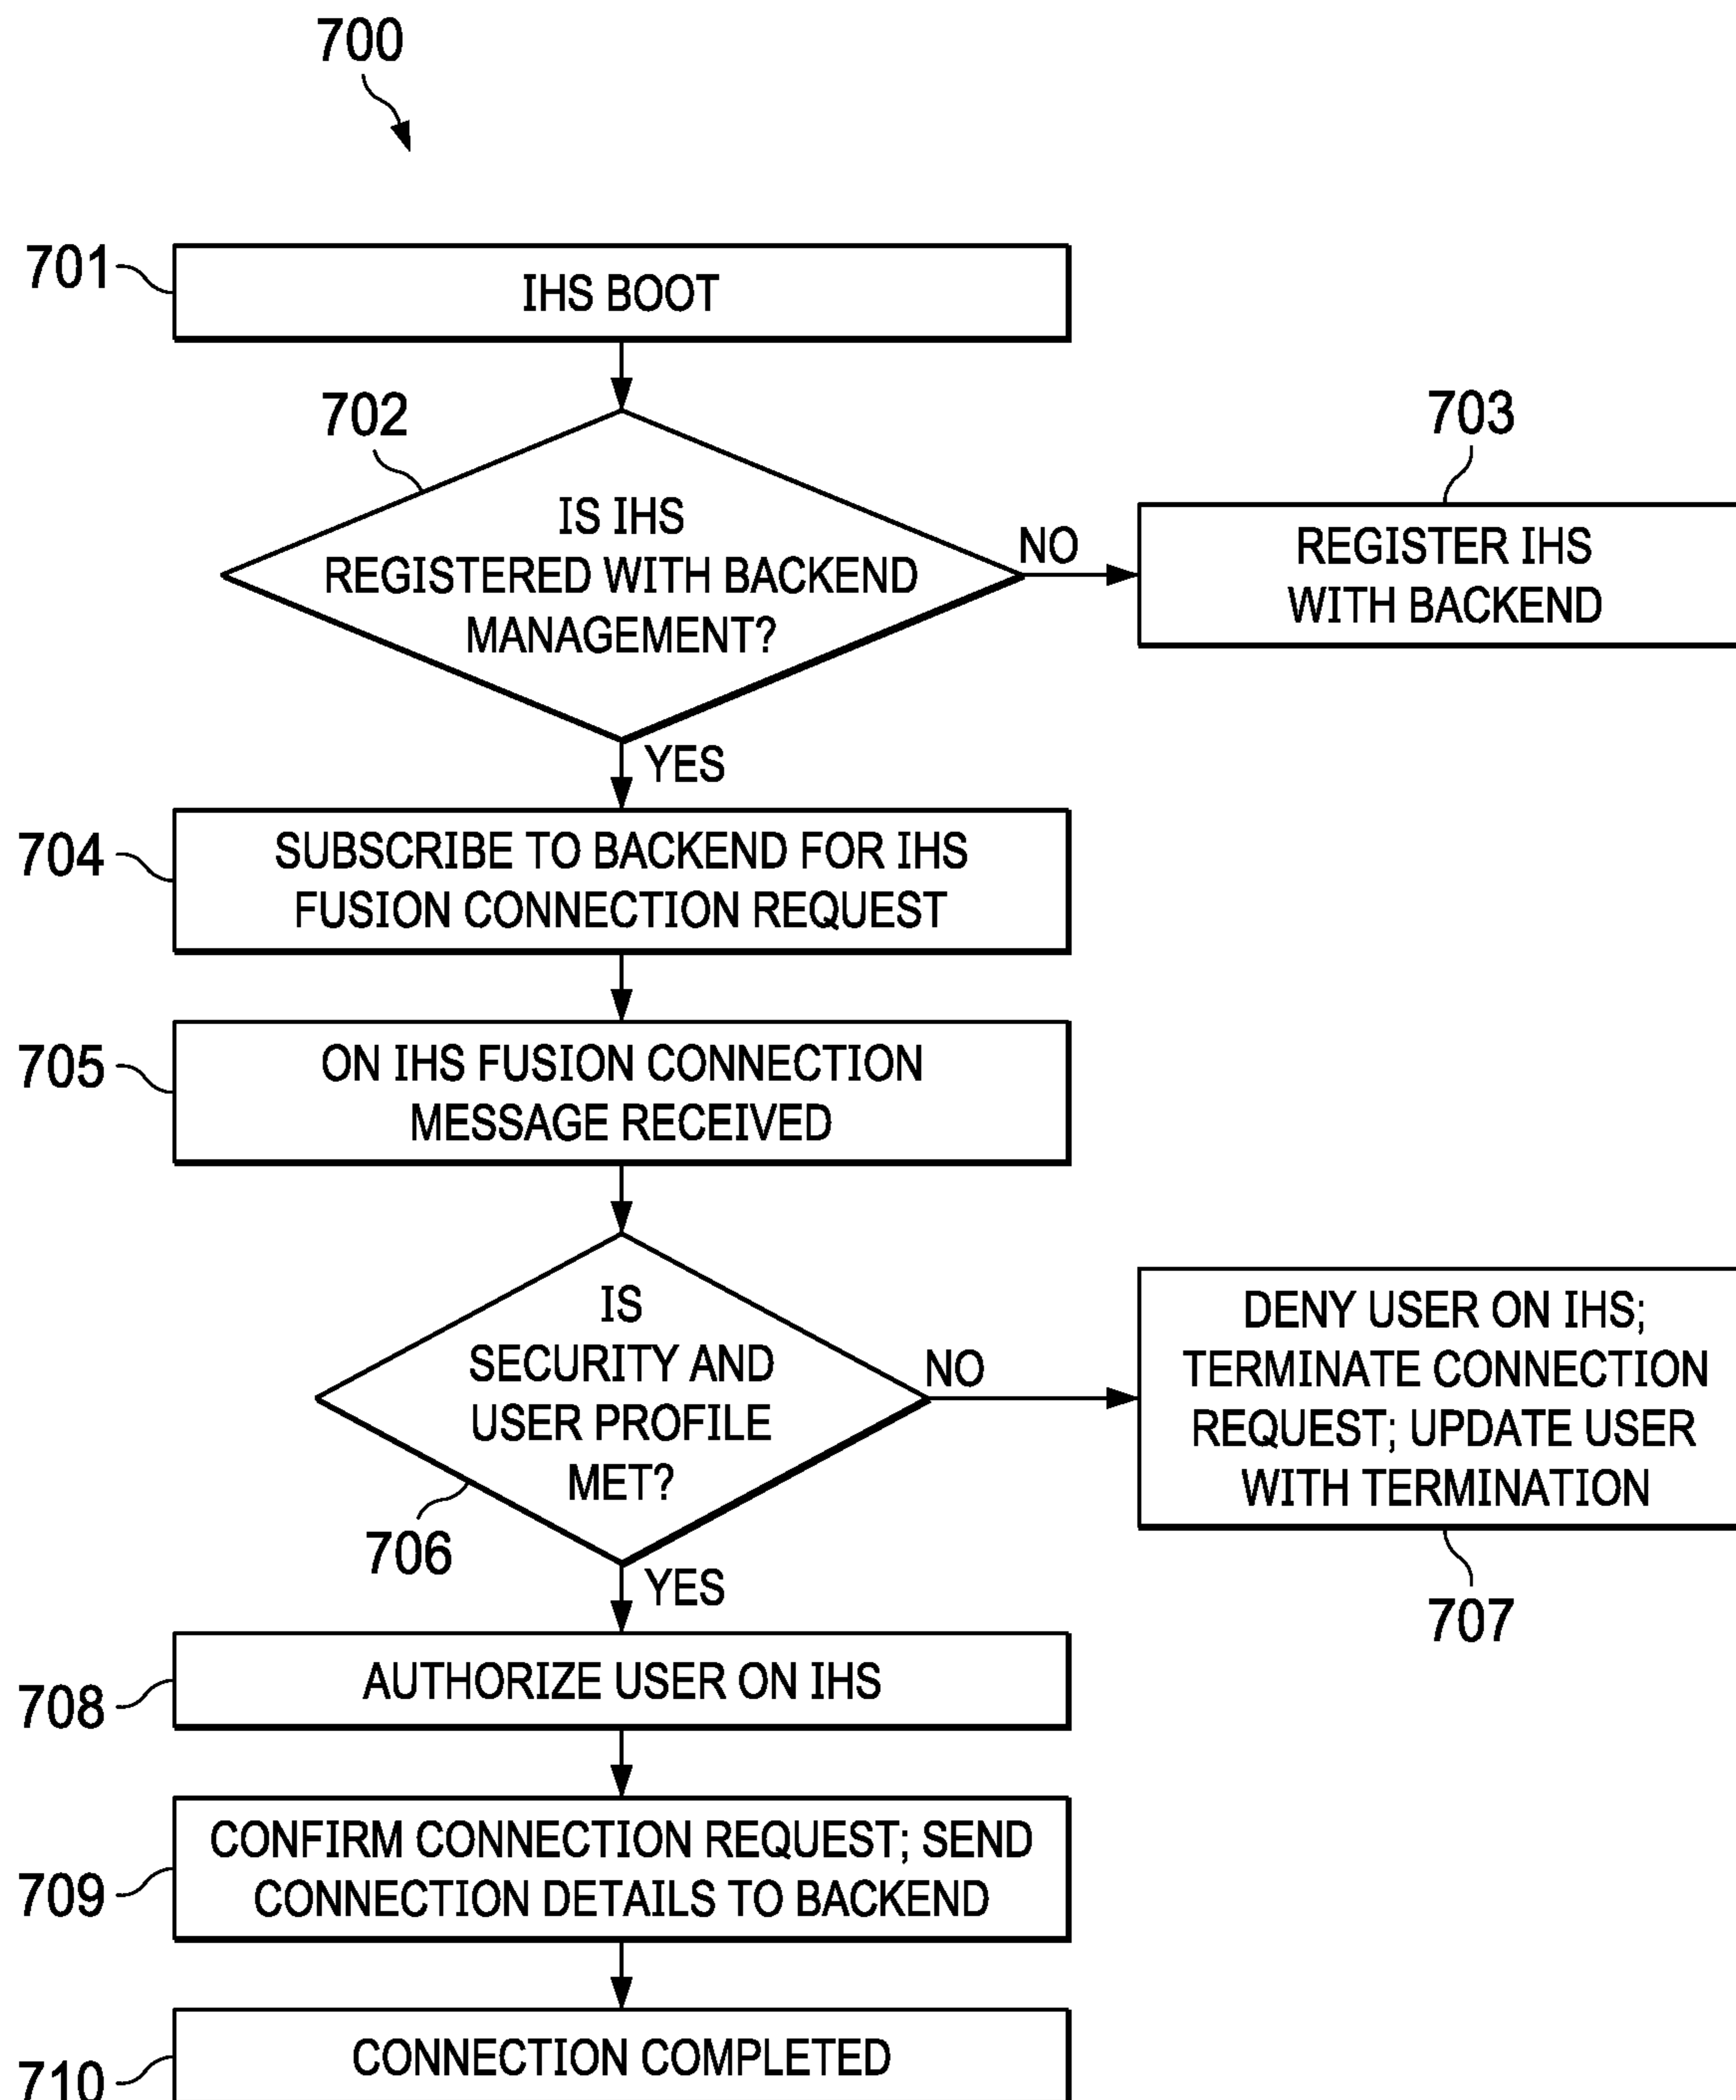 700
701
IHS BOOT
702
IS IHS
REGISTERED WITH BACKEND
MANAGEMENT?
NO
703
REGISTER IHS
WITH BACKEND
YES
704
SUBSCRIBE TO BACKEND FOR IHS
FUSION CONNECTION REQUEST
705
ON IHS FUSION CONNECTION
MESSAGE RECEIVED
IS
SECURITY AND
USER PROFILE
MET?
706
NO
DENY USER ON IHS;
TERMINATE CONNECTION
REQUEST; UPDATE USER
WITH TERMINATION
707
YES
708
AUTHORIZE USER ON IHS
709
CONFIRM CONNECTION REQUEST; SEND
CONNECTION DETAILS TO BACKEND
710
CONNECTION COMPLETED